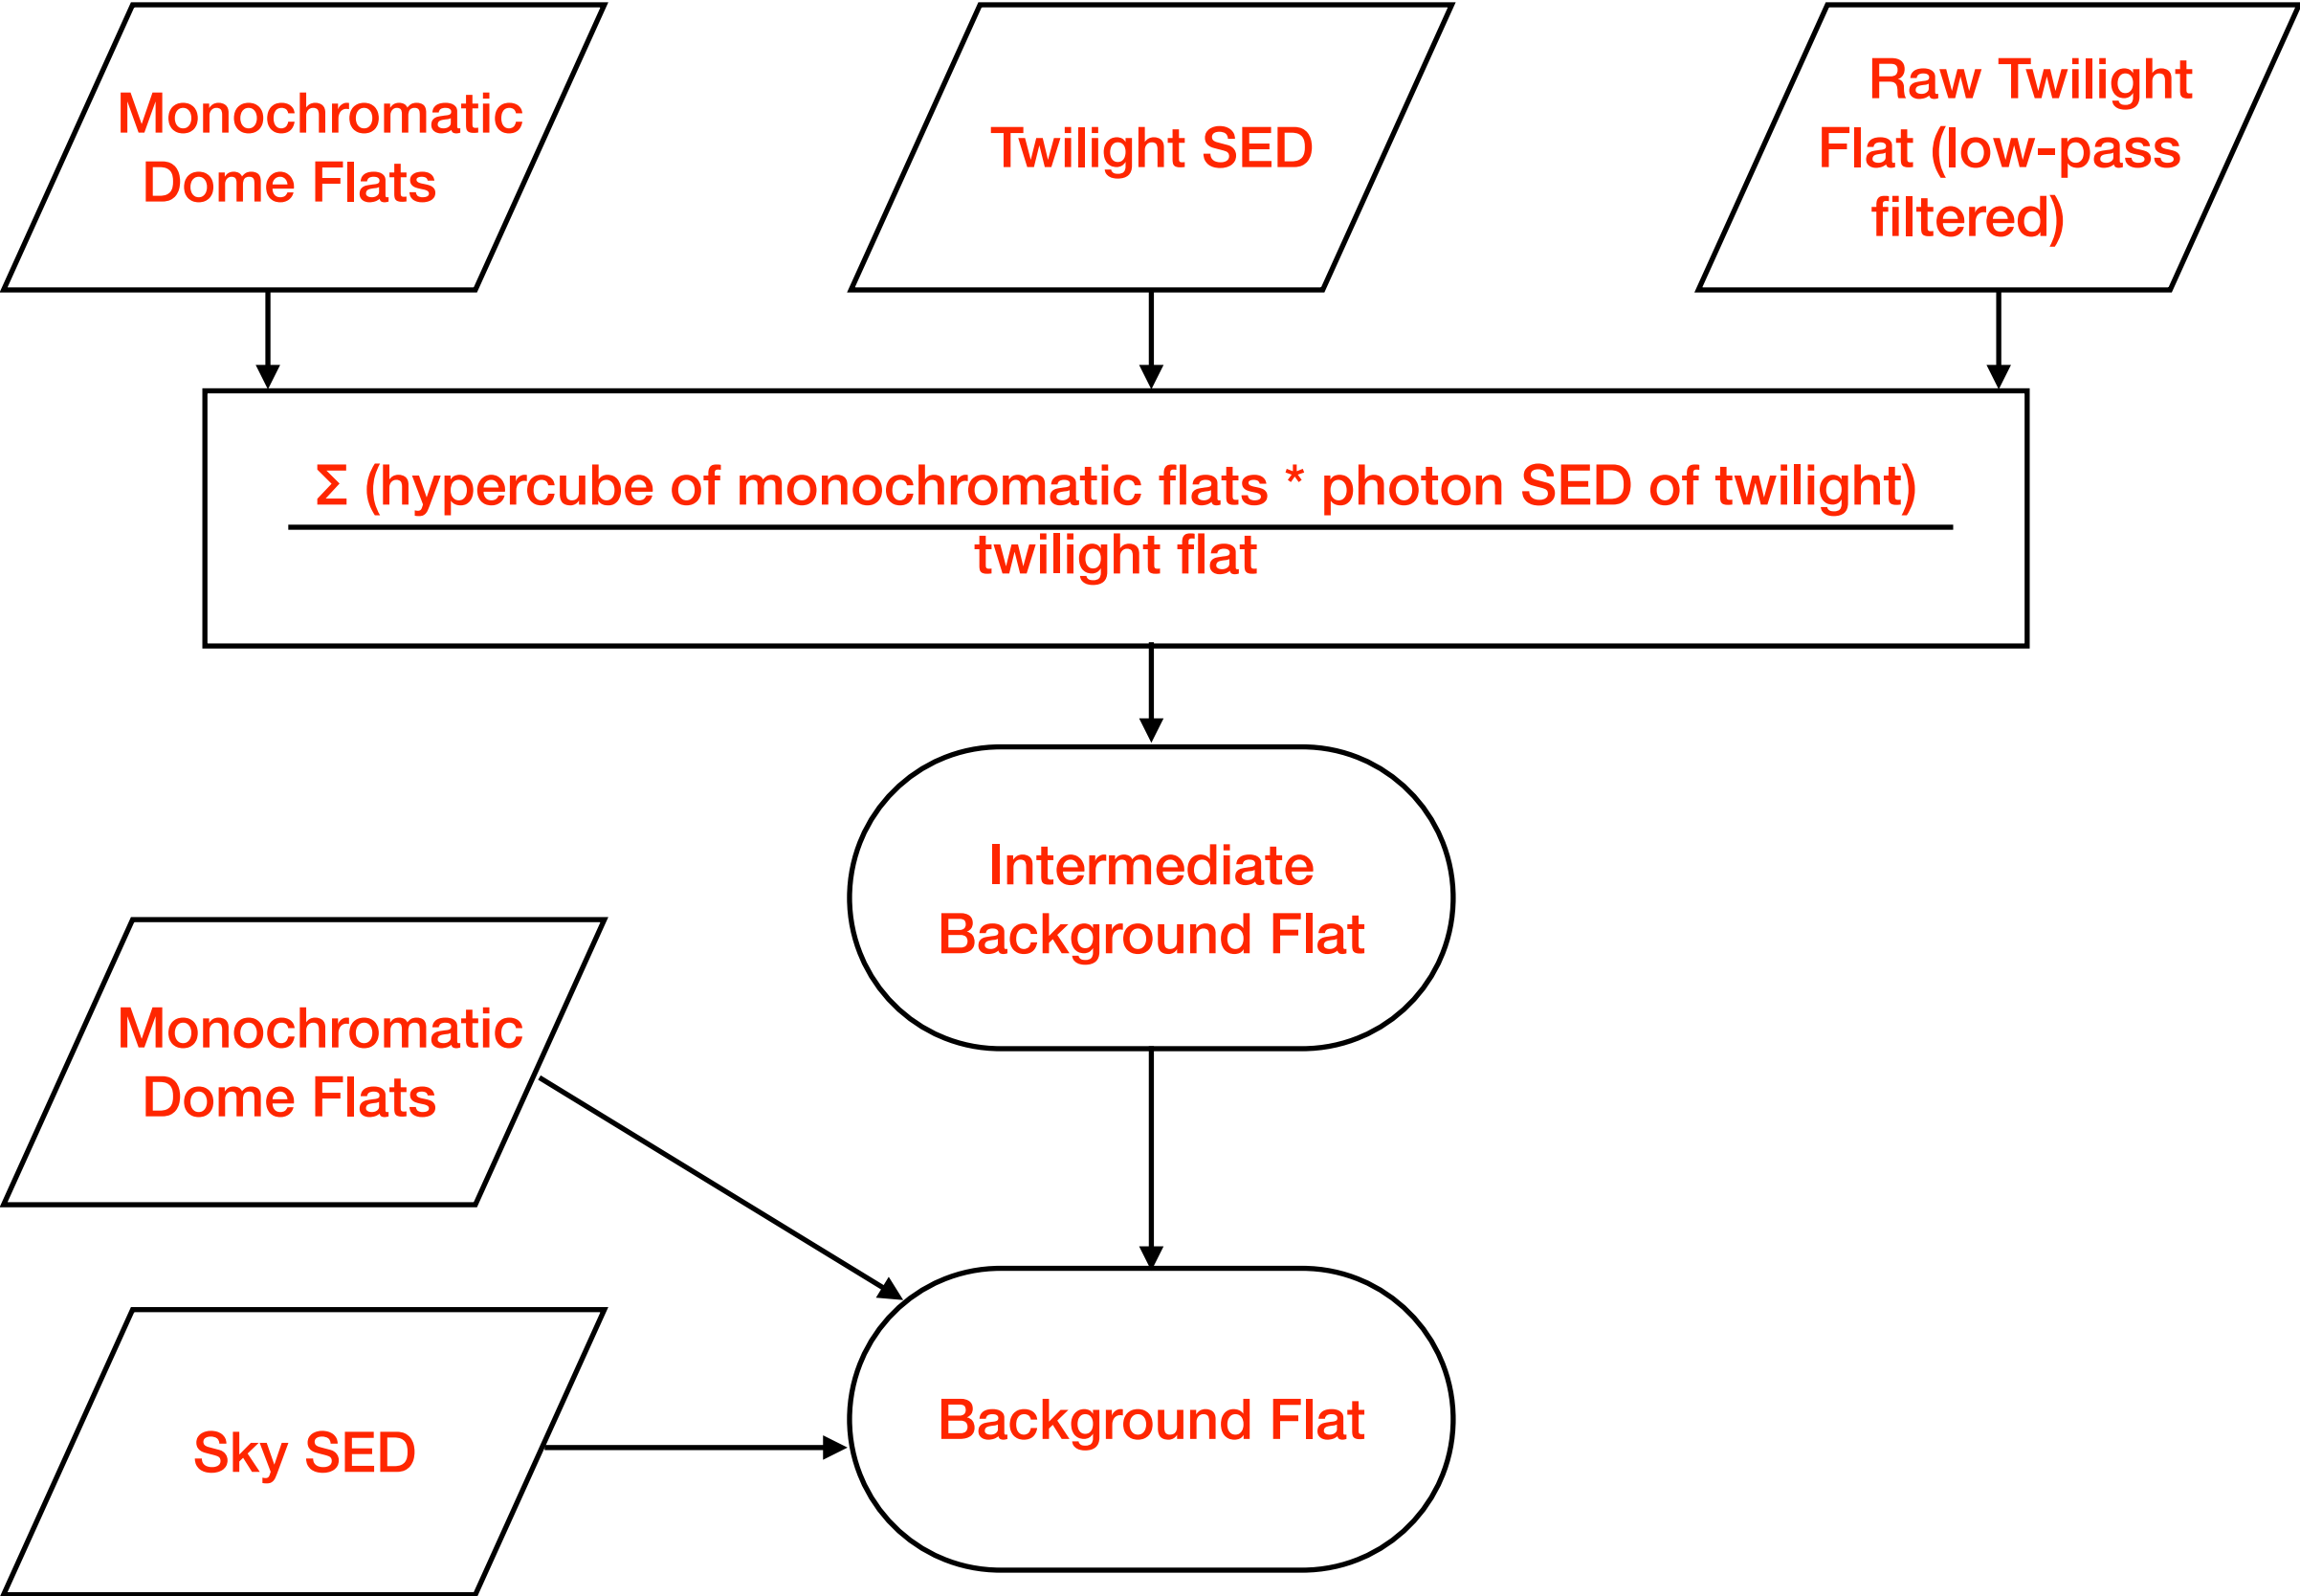 Monochromatic
Dome Flats
Twilight SED
Raw Twilight
Flat (low-pass
filtered)
Σ (hypercube of monochromatic flats * photon SED of twilight)
twilight flat
Intermediate
Background Flat
Monochromatic
Dome Flats
Sky SED
Background Flat